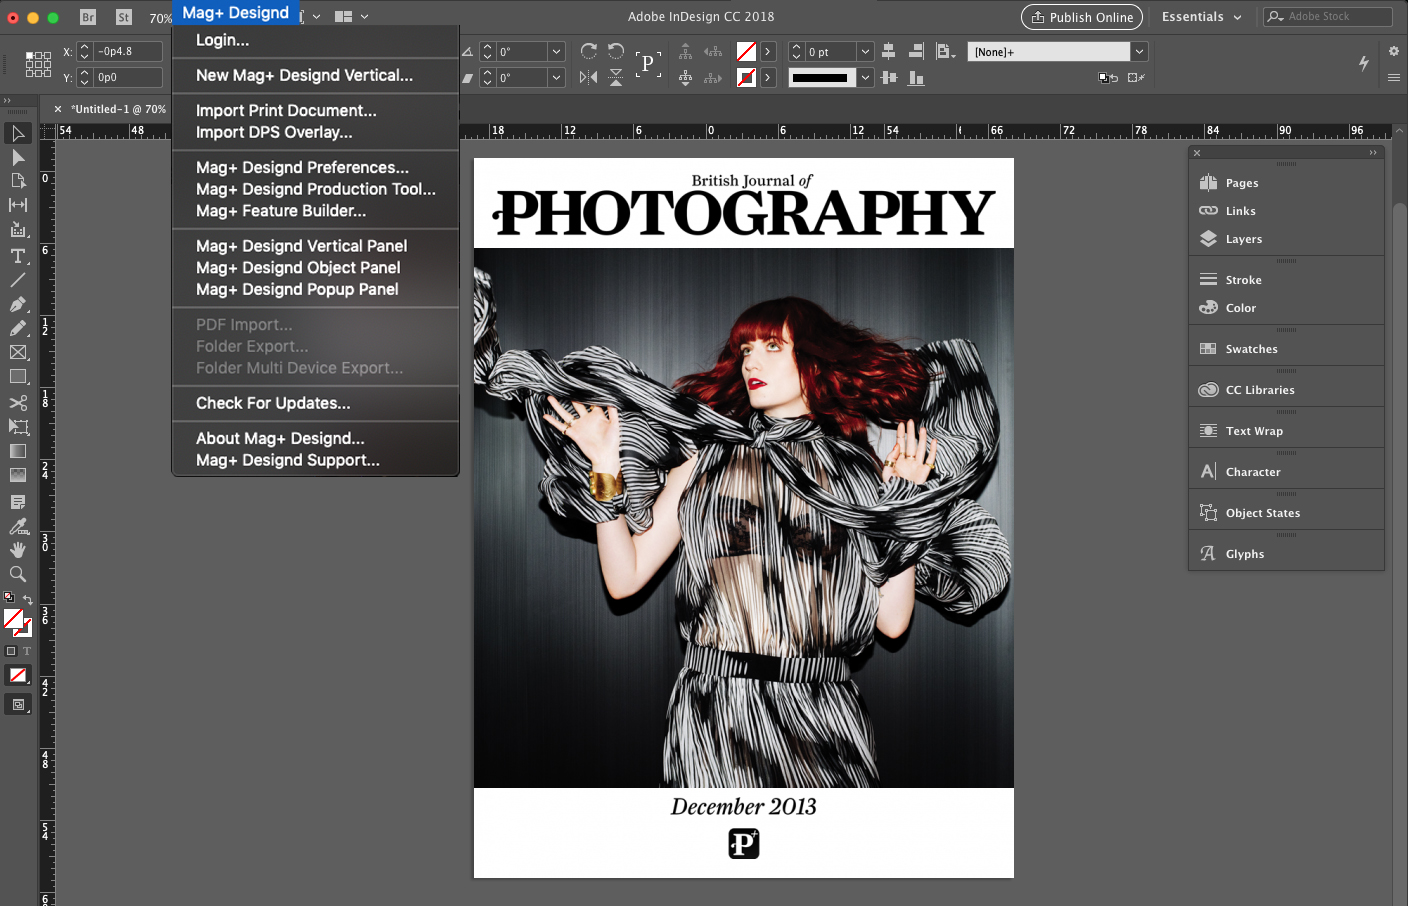 Br
St
70%
Mag+ Designd
Adobe InDesign CC 2018
Publish Online
Essentials
Adobe Stock
Login...
New Mag+ Designd Vertical...
Import Print Document...
Import DPS Overlay...
Mag+ Designd Preferences...
Mag+ Designd Production Tool...
Mag+ Feature Builder...
Mag+ Designd Vertical Panel
Mag+ Designd Object Panel
Mag+ Designd Popup Panel
PDF Import...
Folder Export...
Folder Multi Device Export...
Check For Updates...
About Mag+ Designd...
Mag+ Designd Support...
X: -0p4.8
Y: 0p0
0°
0°
P
0 pt
[None]+
*Untitled-1 @ 70%
54 48 18 12 6 0 6 12 54 66 72 78 84 90 96
0
6
12
18
24
30
36
42
48
54
6
British Journal of
PHOTOGRAPHY
December 2013
P+
Pages
Links
Layers
Stroke
Color
Swatches
CC Libraries
Text Wrap
Character
Object States
Glyphs